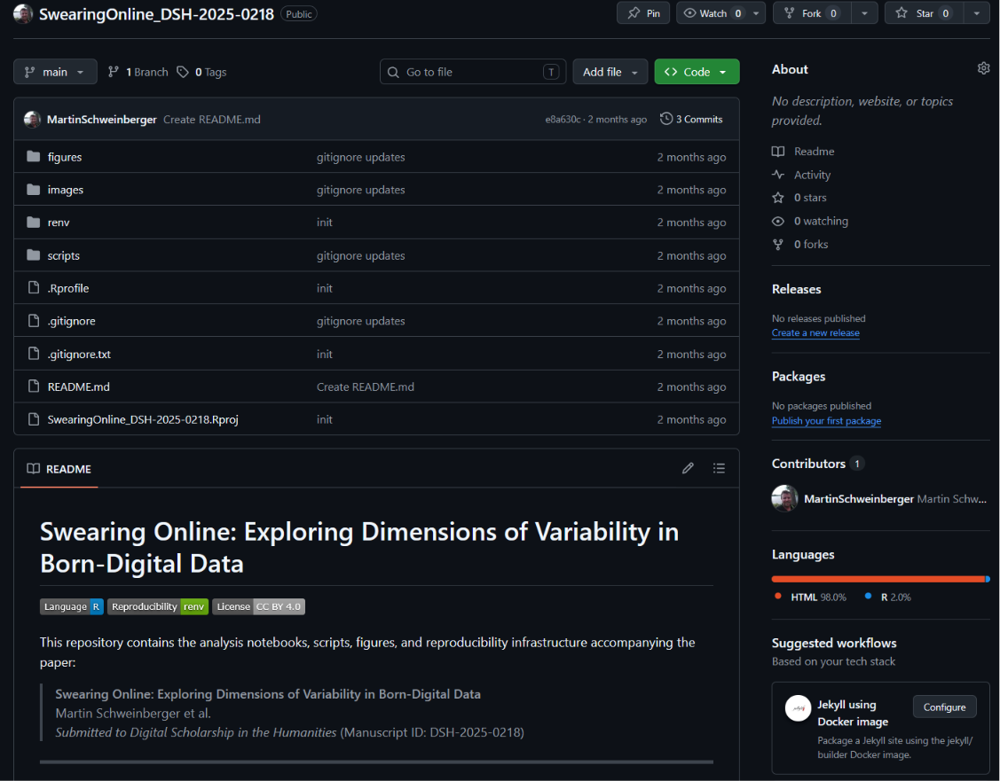 SwearingOnline_DSH-2025-0218 Public
Pin
Watch 0
Fork 0
Star 0
main
1 Branch
0 Tags
Go to file
T
Add file
Code
MartinSchweinberger Create README.md e8a630c · 2 months ago 3 Commits
figures gitignore updates 2 months ago
images gitignore updates 2 months ago
renv init 2 months ago
scripts gitignore updates 2 months ago
.Rprofile init 2 months ago
.gitignore gitignore updates 2 months ago
.gitignore.txt init 2 months ago
README.md Create README.md 2 months ago
SwearingOnline_DSH-2025-0218.Rproj init 2 months ago
README
Swearing Online: Exploring Dimensions of Variability in
Born-Digital Data
Language R Reproducibility renv License CC BY 4.0
This repository contains the analysis notebooks, scripts, figures, and reproducibility infrastructure accompanying the
paper:
Swearing Online: Exploring Dimensions of Variability in Born-Digital Data
Martin Schweinberger et al.
Submitted to Digital Scholarship in the Humanities (Manuscript ID: DSH-2025-0218)
About
No description, website, or topics
provided.
Readme
Activity
0 stars
0 watching
0 forks
Releases
No releases published
Create a new release
Packages
No packages published
Publish your first package
Contributors 1
MartinSchweinberger Martin Schw...
Languages
HTML 98.0% R 2.0%
Suggested workflows
Based on your tech stack
Jekyll using
Docker image
Configure
Package a Jekyll site using the jekyll/
builder Docker image.